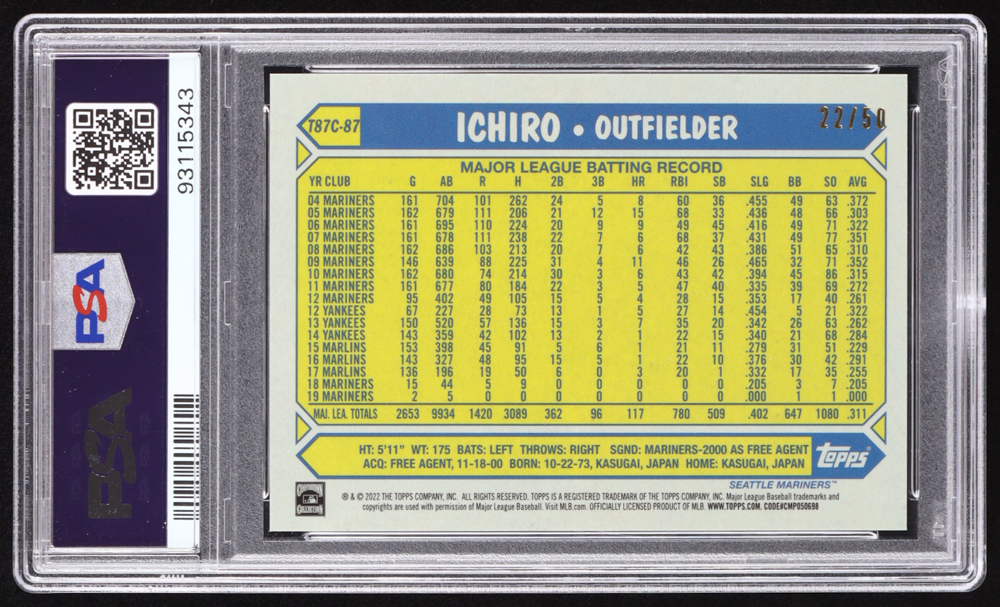 93115343
PSA
PSA
T87C-87
ICHIRO • OUTFIELDER
22/50
MAJOR LEAGUE BATTING RECORD
YR CLUB G AB R H 2B 3B HR RBI SB SLG BB SO AVG
04 MARINERS 161 704 101 262 24 5 8 60 36 .455 49 63 .372
05 MARINERS 162 679 111 206 21 12 15 68 33 .436 48 66 .303
06 MARINERS 161 695 110 224 20 9 9 49 45 .416 49 71 .322
07 MARINERS 161 678 111 238 22 7 6 68 37 .431 49 77 .351
08 MARINERS 162 686 103 213 20 7 6 42 43 .386 51 65 .310
09 MARINERS 146 639 88 225 31 4 11 46 26 .465 32 71 .352
10 MARINERS 162 680 74 214 30 3 6 43 42 .394 45 86 .315
11 MARINERS 161 677 80 184 22 3 5 47 40 .335 39 69 .272
12 MARINERS 95 402 49 105 15 5 4 28 15 .353 17 40 .261
12 YANKEES 67 227 28 73 13 1 5 27 14 .454 5 21 .322
13 YANKEES 150 520 57 136 15 3 7 35 20 .342 26 63 .262
14 YANKEES 143 359 42 102 13 2 1 22 15 .340 21 68 .284
15 MARLINS 153 398 45 91 5 6 1 21 11 .279 31 51 .229
16 MARLINS 143 327 48 95 15 5 1 22 10 .376 30 42 .291
17 MARLINS 136 196 19 50 6 0 3 20 1 .332 17 35 .255
18 MARINERS 15 44 5 9 0 0 0 0 0 .205 3 7 .205
19 MARINERS 2 5 0 0 0 0 0 0 0 .000 1 1 .000
MAJ. LEA. TOTALS 2653 9934 1420 3089 362 96 117 780 509 .402 647 1080 .311
HT: 5'11" WT: 175 BATS: LEFT THROWS: RIGHT SGND: MARINERS-2000 AS FREE AGENT
ACQ: FREE AGENT, 11-18-00 BORN: 10-22-73, KASUGAI, JAPAN HOME: KASUGAI, JAPAN
Topps
SEATTLE MARINERS™
COOPERSTOWN COLLECTION
® & © 2022 THE TOPPS COMPANY, INC. ALL RIGHTS RESERVED. TOPPS IS A REGISTERED TRADEMARK OF THE TOPPS COMPANY, INC. Major League Baseball trademarks and
copyrights are used with permission of Major League Baseball. Visit MLB.com. OFFICIALLY LICENSED PRODUCT OF MLB. WWW.TOPPS.COM. CODE#CMP050698